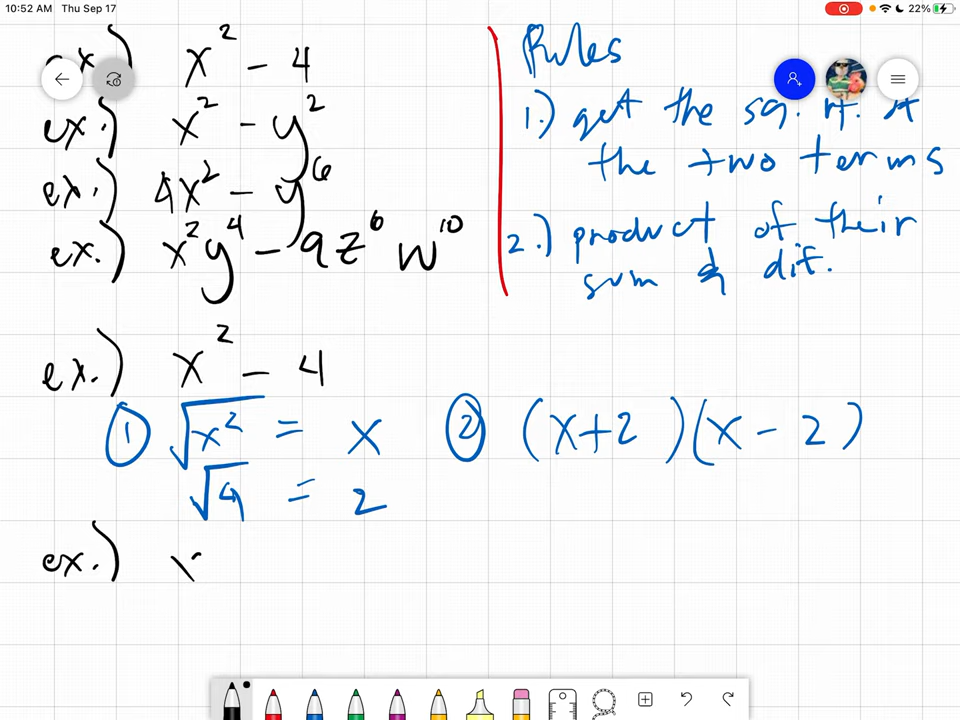 10:52 AM Thu Sep 17
22%
x² - 4
ex.) x² - y²
ex.) 4x² - y⁶
ex.) x²y⁴ - 9z⁶w¹⁰
Rules
1.) get the sq. rt. of
the two terms
2.) product of their
sum & dif.
ex.) x² - 4
① √x² = x ② (x+2)(x-2)
√4 = 2
ex.)